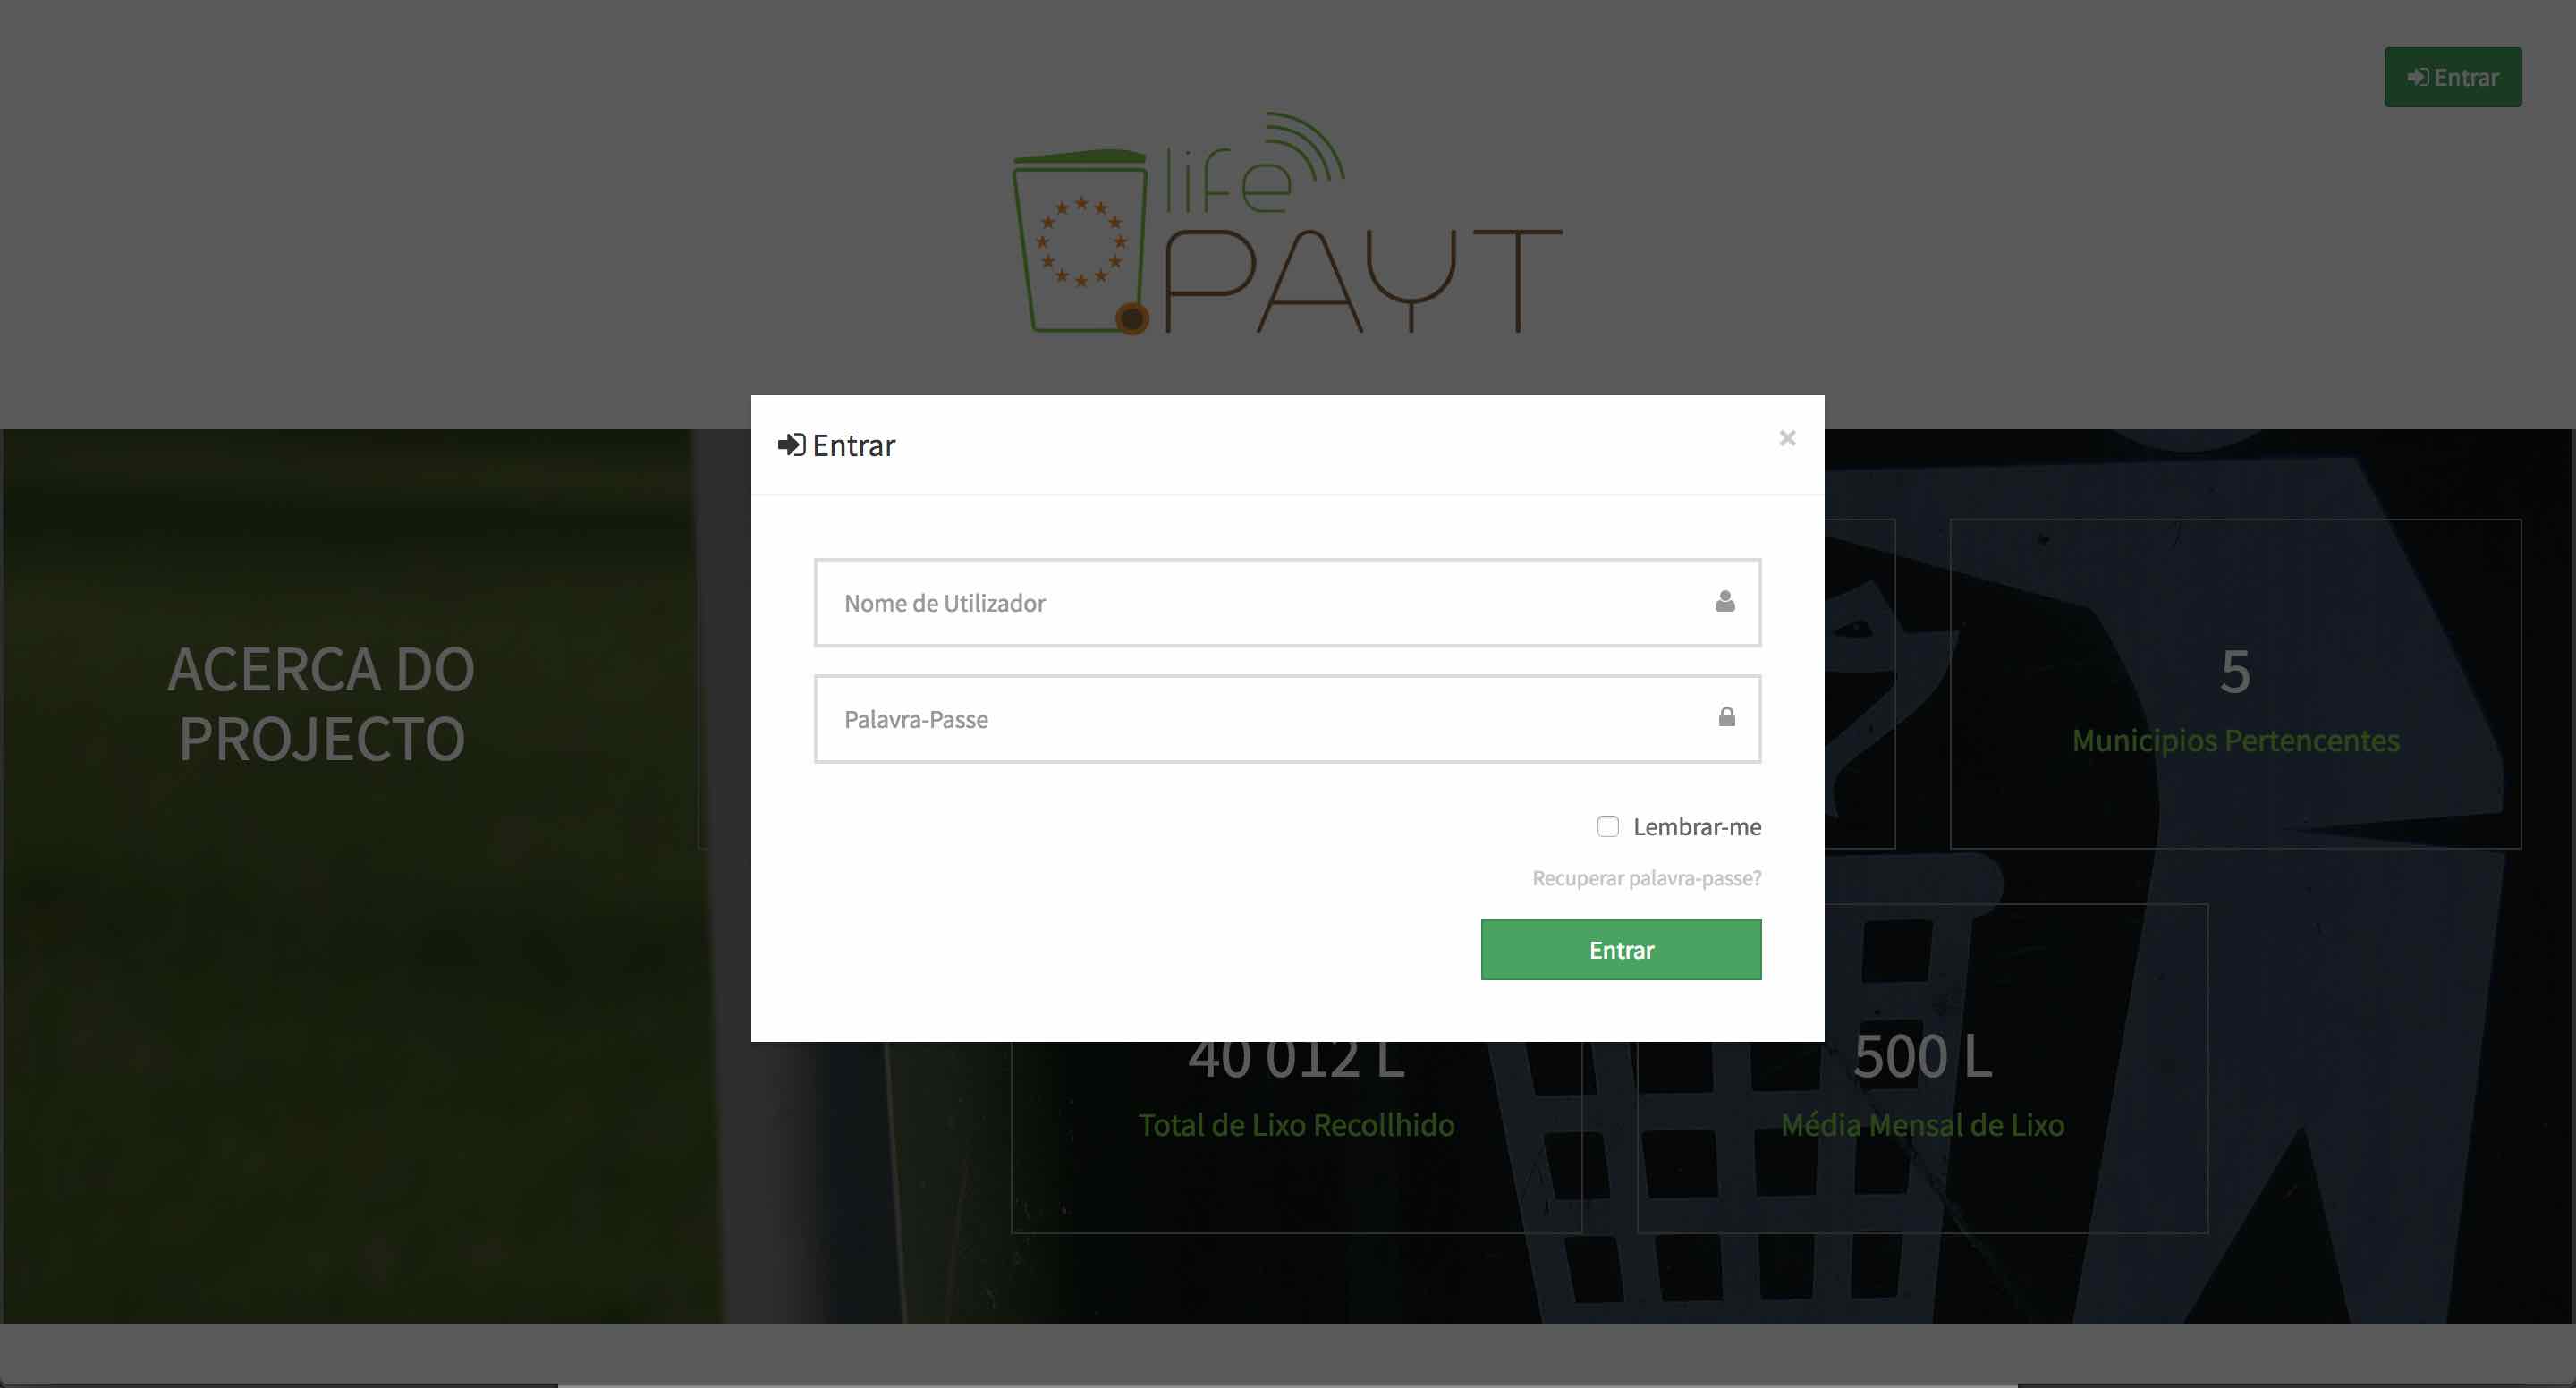 Entrar
life
PAYT
Entrar
Nome de Utilizador
Palavra-Passe
Lembrar-me
Recuperar palavra-passe?
Entrar
ACERCA DO
PROJECTO
5
Municipios Pertencentes
40 012 L
Total de Lixo Recollhido
500 L
Média Mensal de Lixo